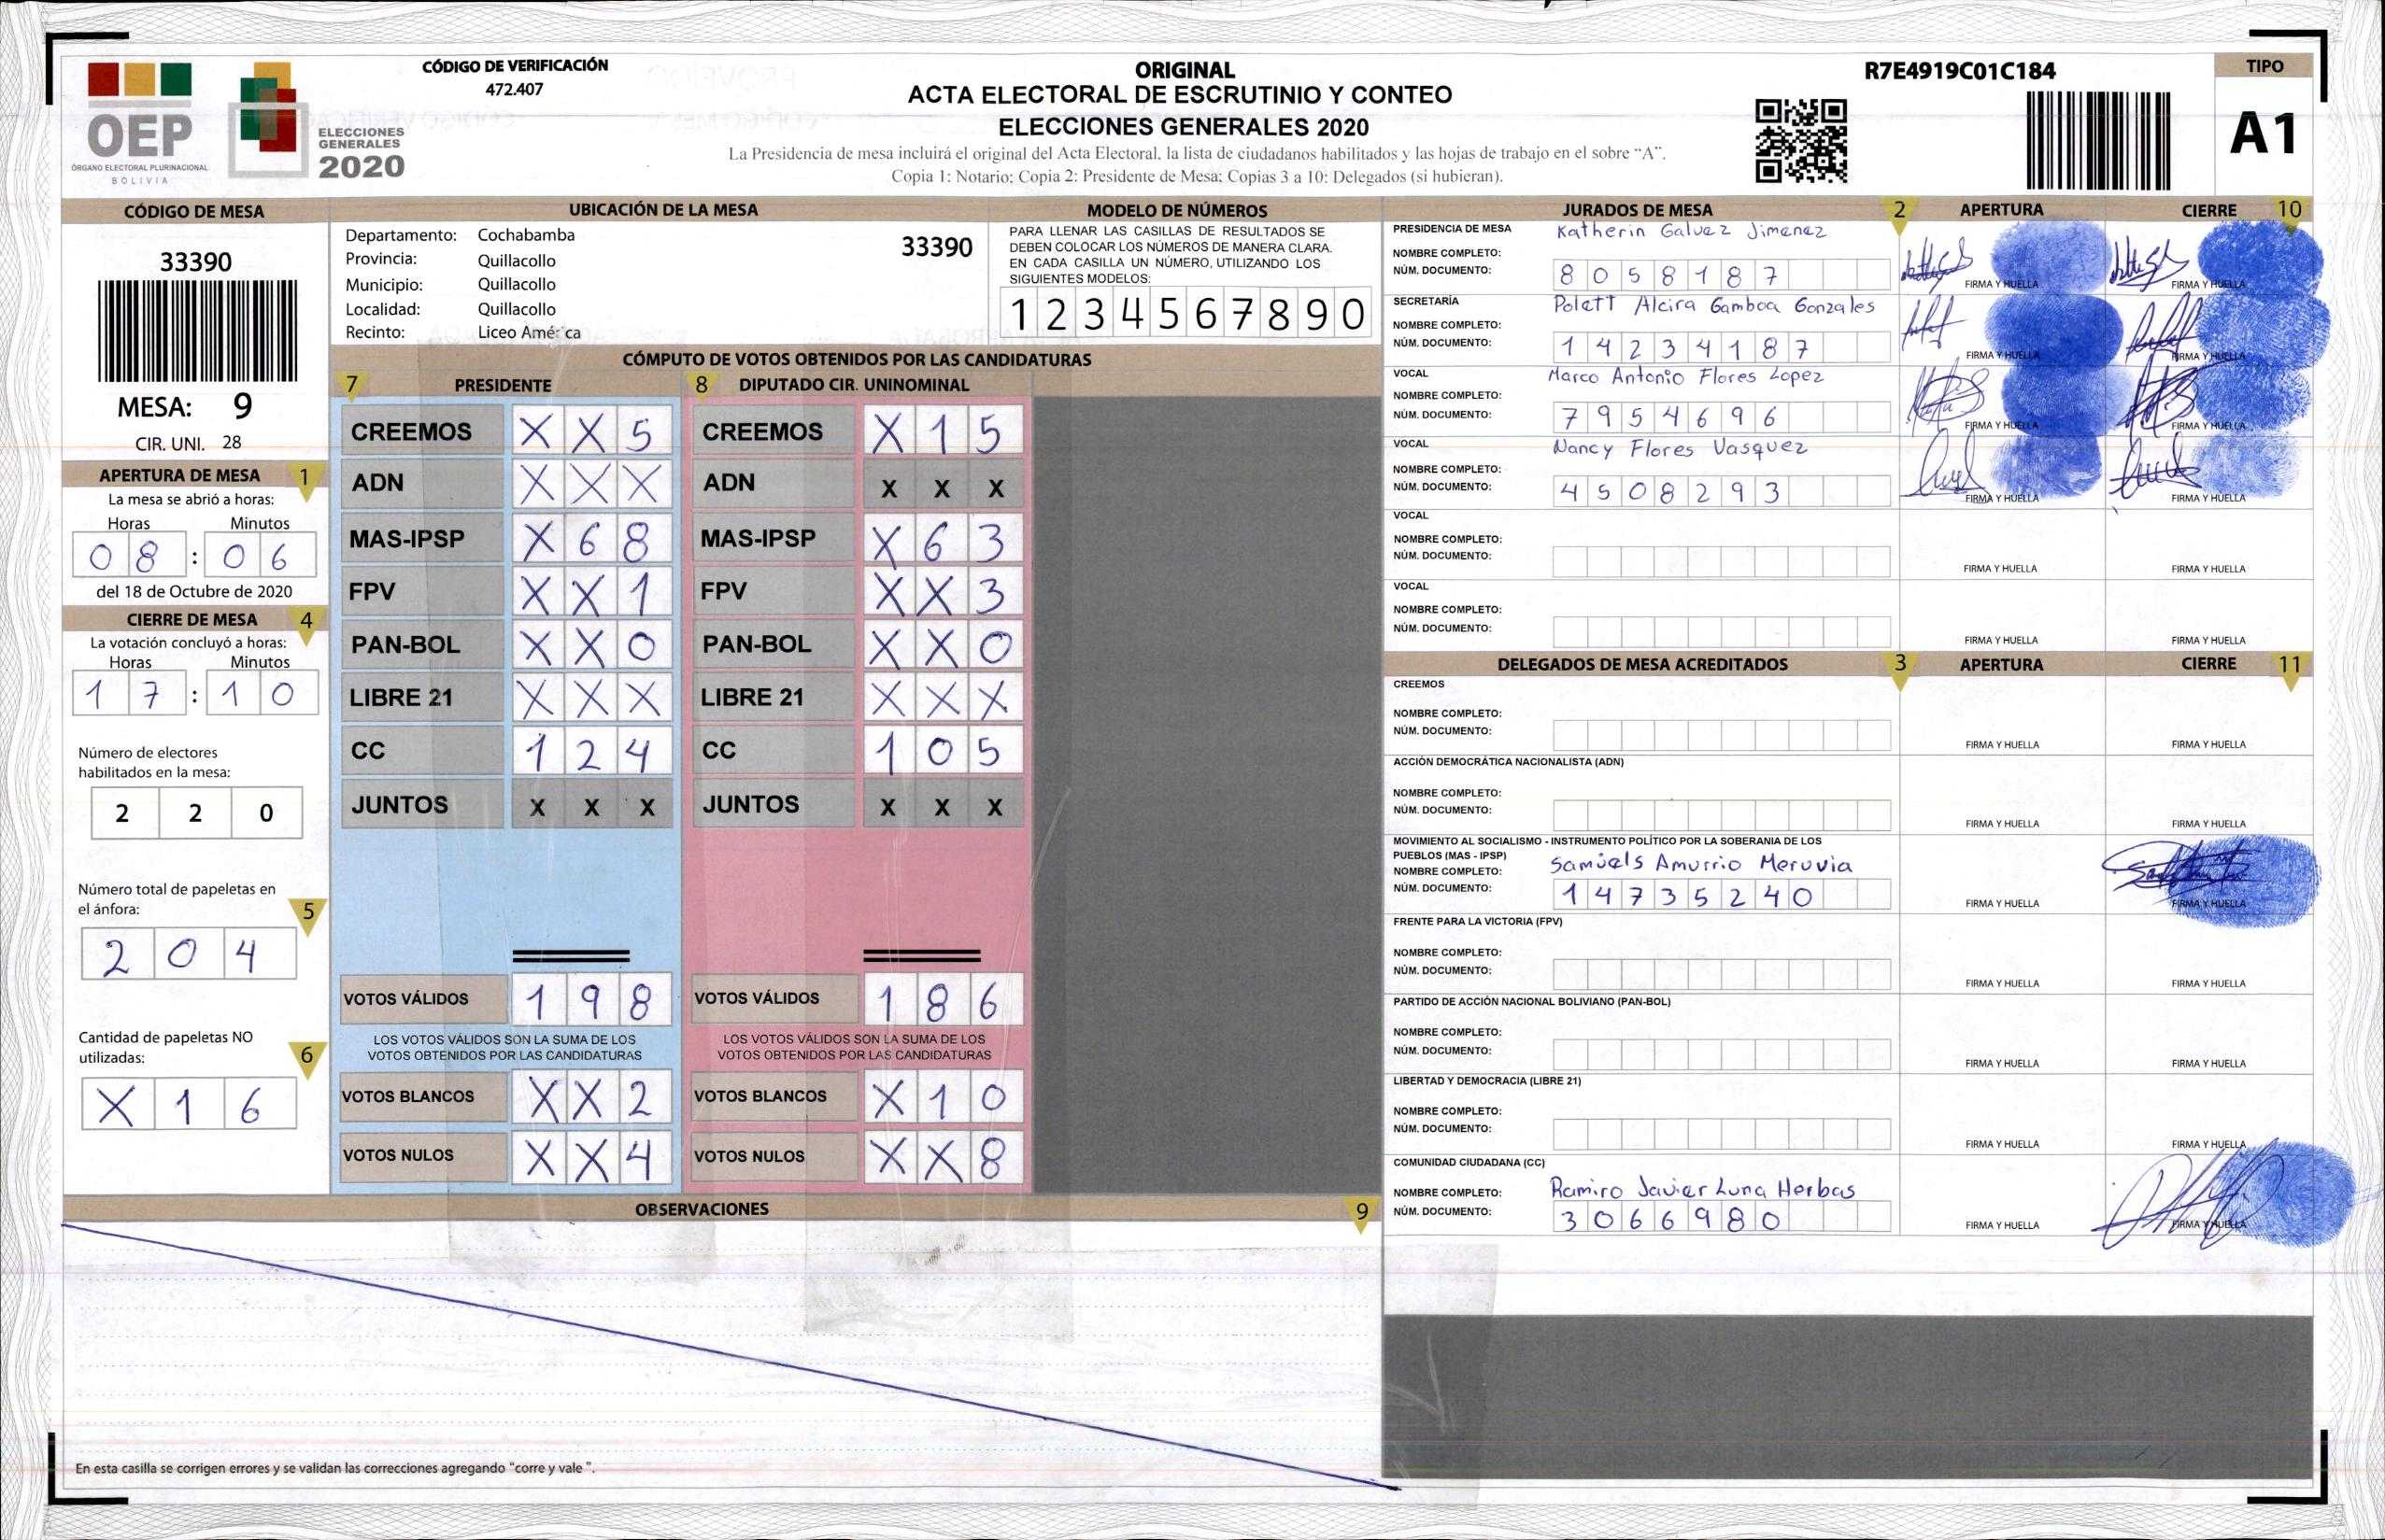 CÓDIGO DE VERIFICACIÓN
472.407
ORIGINAL
ACTA ELECTORAL DE ESCRUTINIO Y CONTEO
ELECCIONES GENERALES 2020
La Presidencia de mesa incluirá el original del Acta Electoral, la lista de ciudadanos habilitados y las hojas de trabajo en el sobre “A”.
Copia 1: Notario; Copia 2: Presidente de Mesa; Copias 3 a 10: Delegados (si hubieran).
R7E4919C01C184
TIPO
A1
OEP
ÓRGANO ELECTORAL PLURINACIONAL
BOLIVIA
ELECCIONES
GENERALES
2020
CÓDIGO DE MESA
33390
MESA: 9
CIR. UNI. 28
APERTURA DE MESA 1
La mesa se abrió a horas:
Horas Minutos
08 : 06
del 18 de Octubre de 2020
CIERRE DE MESA 4
La votación concluyó a horas:
Horas Minutos
17 : 10
Número de electores
habilitados en la mesa:
2 2 0
Número total de papeletas en
el ánfora: 5
2 0 4
Cantidad de papeletas NO
utilizadas: 6
X 1 6
UBICACIÓN DE LA MESA
Departamento: Cochabamba 33390
Provincia: Quillacollo
Municipio: Quillacollo
Localidad: Quillacollo
Recinto: Liceo América
MODELO DE NÚMEROS
PARA LLENAR LAS CASILLAS DE RESULTADOS SE
DEBEN COLOCAR LOS NÚMEROS DE MANERA CLARA.
EN CADA CASILLA UN NÚMERO, UTILIZANDO LOS
SIGUIENTES MODELOS:
1 2 3 4 5 6 7 8 9 0
CÓMPUTO DE VOTOS OBTENIDOS POR LAS CANDIDATURAS
7 PRESIDENTE
CREEMOS X X 5
ADN X X X
MAS-IPSP X 6 8
FPV X X 1
PAN-BOL X X 0
LIBRE 21 X X X
CC 1 2 4
JUNTOS X X X
VOTOS VÁLIDOS 1 9 8
LOS VOTOS VÁLIDOS SON LA SUMA DE LOS
VOTOS OBTENIDOS POR LAS CANDIDATURAS
VOTOS BLANCOS X X 2
VOTOS NULOS X X 4
8 DIPUTADO CIR. UNINOMINAL
CREEMOS X 1 5
ADN X X X
MAS-IPSP X 6 3
FPV X X 3
PAN-BOL X X 0
LIBRE 21 X X X
CC 1 0 5
JUNTOS X X X
VOTOS VÁLIDOS 1 8 6
LOS VOTOS VÁLIDOS SON LA SUMA DE LOS
VOTOS OBTENIDOS POR LAS CANDIDATURAS
VOTOS BLANCOS X 1 0
VOTOS NULOS X X 8
OBSERVACIONES 9
En esta casilla se corrigen errores y se validan las correcciones agregando "corre y vale ".
JURADOS DE MESA 2 APERTURA CIERRE 10
PRESIDENCIA DE MESA Katherin Galvez Jimenez
NOMBRE COMPLETO:
NÚM. DOCUMENTO: 8058187 FIRMA Y HUELLA FIRMA Y HUELLA
SECRETARÍA Polett Alcira Gamboa Gonzales
NOMBRE COMPLETO:
NÚM. DOCUMENTO: 14234187 FIRMA Y HUELLA FIRMA Y HUELLA
VOCAL Marco Antonio Flores Lopez
NOMBRE COMPLETO:
NÚM. DOCUMENTO: 7954696 FIRMA Y HUELLA FIRMA Y HUELLA
VOCAL Nancy Flores Vasquez
NOMBRE COMPLETO:
NÚM. DOCUMENTO: 4508293 FIRMA Y HUELLA FIRMA Y HUELLA
VOCAL
NOMBRE COMPLETO:
NÚM. DOCUMENTO: FIRMA Y HUELLA FIRMA Y HUELLA
VOCAL
NOMBRE COMPLETO:
NÚM. DOCUMENTO: FIRMA Y HUELLA FIRMA Y HUELLA
DELEGADOS DE MESA ACREDITADOS 3 APERTURA CIERRE 11
CREEMOS
NOMBRE COMPLETO:
NÚM. DOCUMENTO: FIRMA Y HUELLA FIRMA Y HUELLA
ACCIÓN DEMOCRÁTICA NACIONALISTA (ADN)
NOMBRE COMPLETO:
NÚM. DOCUMENTO: FIRMA Y HUELLA FIRMA Y HUELLA
MOVIMIENTO AL SOCIALISMO - INSTRUMENTO POLÍTICO POR LA SOBERANIA DE LOS
PUEBLOS (MAS - IPSP) Samuels Amurrio Meruvia
NOMBRE COMPLETO:
NÚM. DOCUMENTO: 14735240 FIRMA Y HUELLA FIRMA Y HUELLA
FRENTE PARA LA VICTORIA (FPV)
NOMBRE COMPLETO:
NÚM. DOCUMENTO: FIRMA Y HUELLA FIRMA Y HUELLA
PARTIDO DE ACCIÓN NACIONAL BOLIVIANO (PAN-BOL)
NOMBRE COMPLETO:
NÚM. DOCUMENTO: FIRMA Y HUELLA FIRMA Y HUELLA
LIBERTAD Y DEMOCRACIA (LIBRE 21)
NOMBRE COMPLETO:
NÚM. DOCUMENTO: FIRMA Y HUELLA FIRMA Y HUELLA
COMUNIDAD CIUDADANA (CC)
NOMBRE COMPLETO: Ramiro Javier Luna Herbas
NÚM. DOCUMENTO: 3066980 FIRMA Y HUELLA FIRMA Y HUELLA